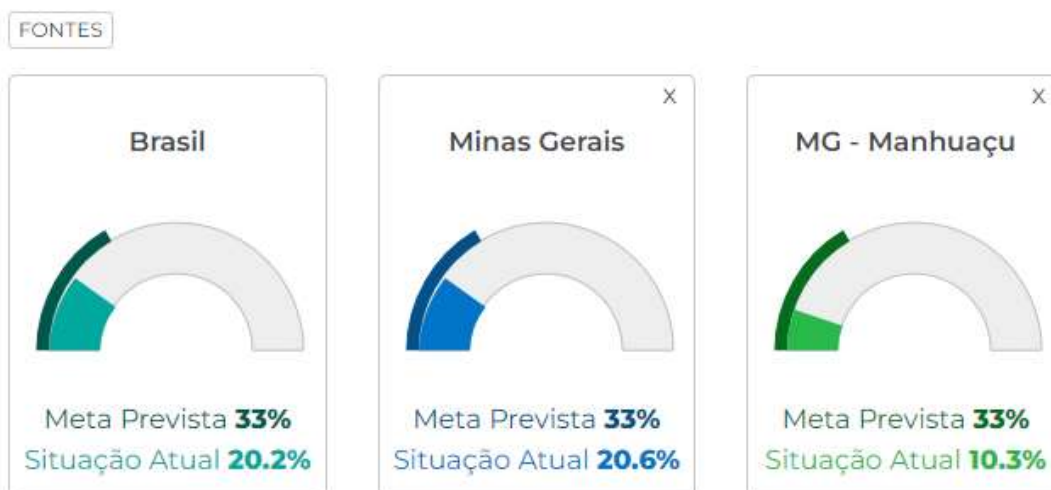 FONTES
Brasil
Meta Prevista 33%
Situação Atual 20.2%
X
Minas Gerais
Meta Prevista 33%
Situação Atual 20.6%
X
MG - Manhuaçu
Meta Prevista 33%
Situação Atual 10.3%